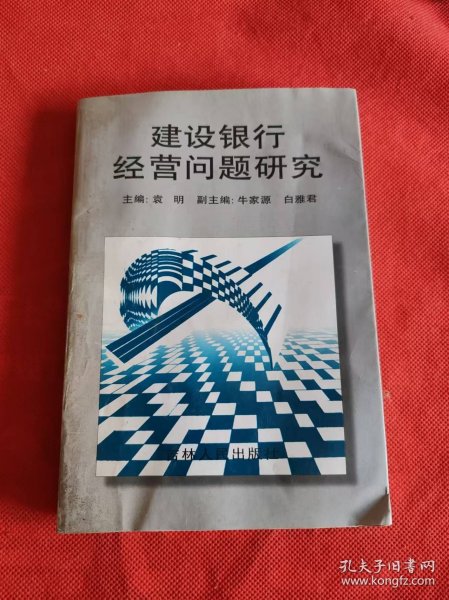 建设银行
经营问题研究
主编: 袁 明 副主编: 牛家源 白雅君
吉林人民出版社
孔夫子旧书网
www.kongfz.com